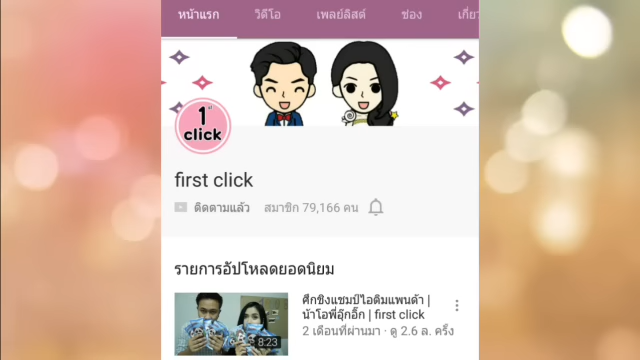 หน้าแรก วิดีโอ เพลย์ลิสต์ ช่อง เกี่ยว
1st
click
first click
ติดตามแล้ว สมาชิก 79,166 คน
รายการอัปโหลดยอดนิยม
ศึกชิงแชมป์ไอติมแพนด้า |
น้าโอพี่อุ๊กอิ๊ก | first click
2 เดือนที่ผ่านมา · ดู 2.6 ล. ครั้ง
8:23